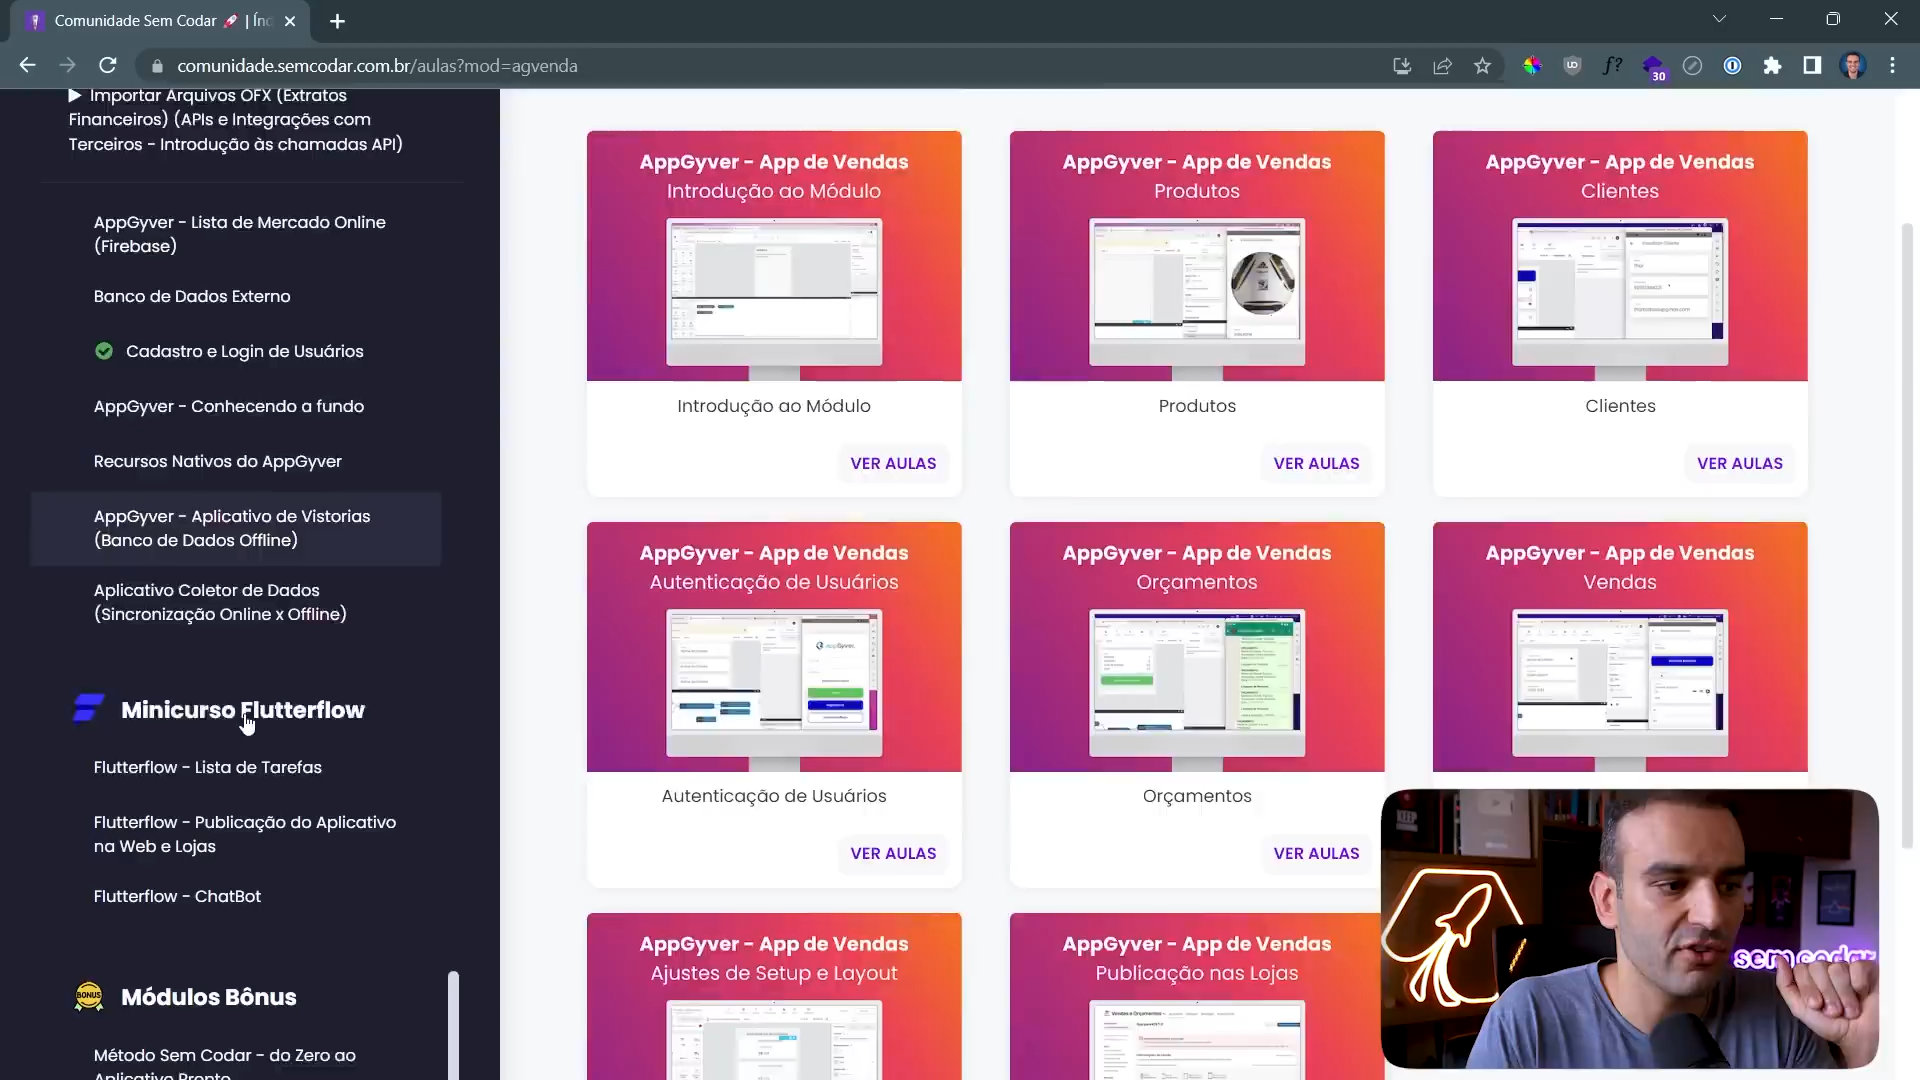 Comunidade Sem Codar 🚀 | Índ
comunidade.semcodar.com.br/aulas?mod=agvenda
f?
30
▶ Importar Arquivos OFX (Extratos
Financeiros) (APIs e Integrações com
Terceiros - Introdução às chamadas API)
AppGyver - Lista de Mercado Online
(Firebase)
Banco de Dados Externo
Cadastro e Login de Usuários
AppGyver - Conhecendo a fundo
Recursos Nativos do AppGyver
AppGyver - Aplicativo de Vistorias
(Banco de Dados Offline)
Aplicativo Coletor de Dados
(Sincronização Online x Offline)
Minicurso Flutterflow
Flutterflow - Lista de Tarefas
Flutterflow - Publicação do Aplicativo
na Web e Lojas
Flutterflow - ChatBot
BONUS
Módulos Bônus
Método Sem Codar - do Zero ao
Aplicativo Pronto
AppGyver - App de Vendas
Introdução ao Módulo
Introdução ao Módulo
VER AULAS
AppGyver - App de Vendas
Produtos
Produtos
VER AULAS
AppGyver - App de Vendas
Clientes
Clientes
VER AULAS
AppGyver - App de Vendas
Autenticação de Usuários
Autenticação de Usuários
VER AULAS
AppGyver - App de Vendas
Orçamentos
Orçamentos
VER AULAS
AppGyver - App de Vendas
Vendas
AppGyver - App de Vendas
Ajustes de Setup e Layout
AppGyver - App de Vendas
Publicação nas Lojas
sem codar